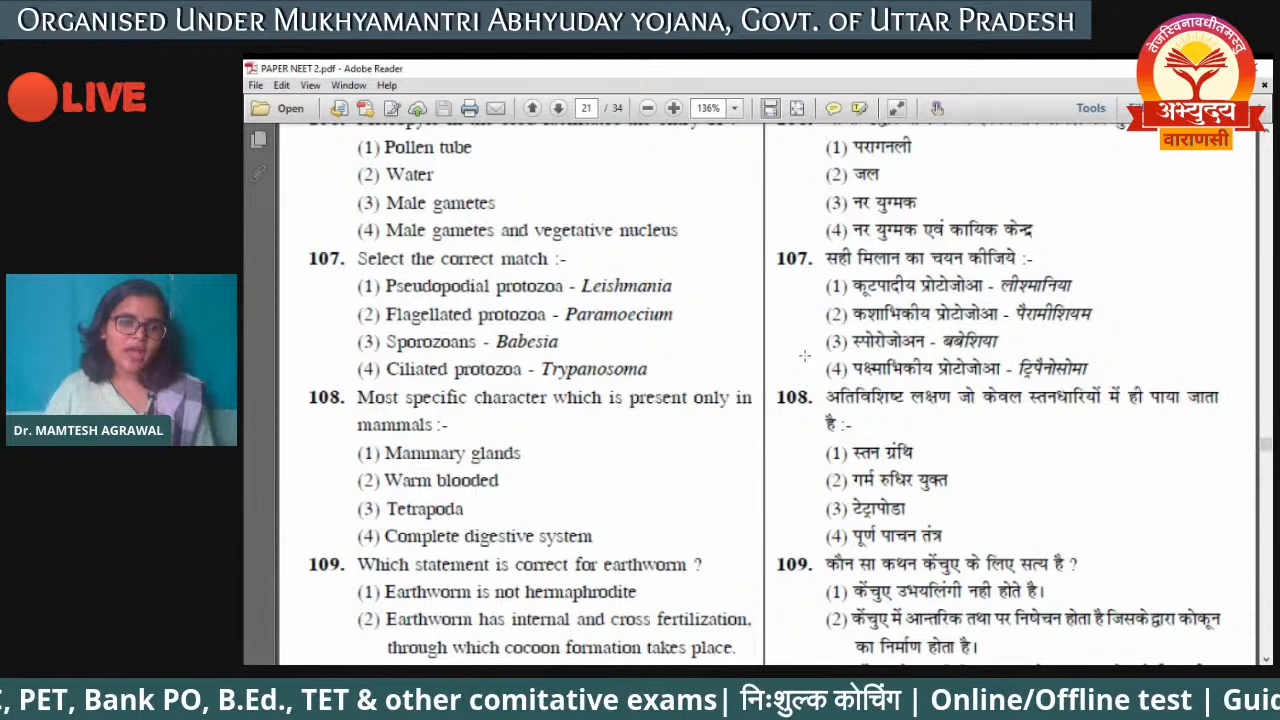 ORGANISED UNDER MUKHYAMANTRI ABHYUDAY YOJANA, GOVT. OF UTTAR PRADESH
तेजस्विनावधीतमस्तु
अभ्युदय
वाराणसी
LIVE
PAPER NEET 2.pdf - Adobe Reader
File Edit View Window Help
Open 21 / 34 136% Tools
(1) Pollen tube
(2) Water
(3) Male gametes
(4) Male gametes and vegetative nucleus
107. Select the correct match :-
(1) Pseudopodial protozoa - Leishmania
(2) Flagellated protozoa - Paramoecium
(3) Sporozoans - Babesia
(4) Ciliated protozoa - Trypanosoma
108. Most specific character which is present only in
mammals :-
(1) Mammary glands
(2) Warm blooded
(3) Tetrapoda
(4) Complete digestive system
109. Which statement is correct for earthworm ?
(1) Earthworm is not hermaphrodite
(2) Earthworm has internal and cross fertilization,
through which cocoon formation takes place.
(1) परागनली
(2) जल
(3) नर युग्मक
(4) नर युग्मक एवं कायिक केन्द्र
107. सही मिलान का चयन कीजिये :-
(1) कूटपादीय प्रोटोजोआ - लीश्मानिया
(2) कशाभिकीय प्रोटोजोआ - पैरामीशियम
(3) स्पोरोजोअन - बबेशिया
(4) पक्ष्माभिकीय प्रोटोजोआ - ट्रिपैनोसोमा
108. अतिविशिष्ट लक्षण जो केवल स्तनधारियों में ही पाया जाता
है :-
(1) स्तन ग्रंथि
(2) गर्म रुधिर युक्त
(3) टेट्रापोडा
(4) पूर्ण पाचन तंत्र
109. कौन सा कथन केंचुए के लिए सत्य है ?
(1) केंचुए उभयलिंगी नही होते है।
(2) केंचुए में आन्तरिक तथा पर निषेचन होता है जिसके द्वारा कोकून
का निर्माण होता है।
Dr. MAMTESH AGRAWAL
C, PET, Bank PO, B.Ed., TET & other comitative exams| निःशुल्क कोचिंग | Online/Offline test | Guid